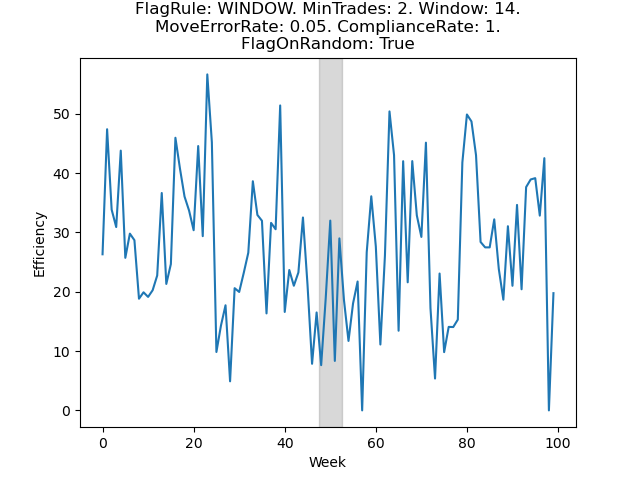 FlagRule: WINDOW. MinTrades: 2. Window: 14.
MoveErrorRate: 0.05. ComplianceRate: 1.
FlagOnRandom: True
Efficiency
50
40
30
20
10
0
0 20 40 60 80 100
Week